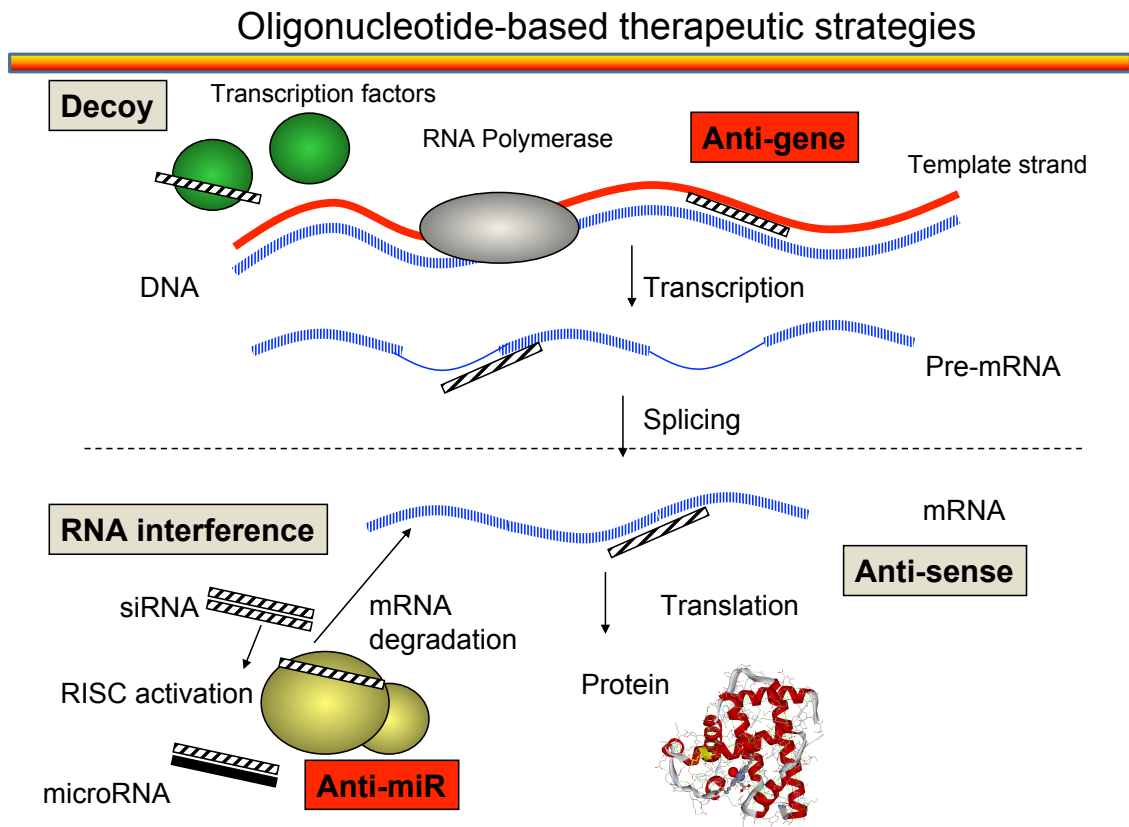 Oligonucleotide-based therapeutic strategies
Decoy
Transcription factors
RNA Polymerase
Anti-gene
Template strand
DNA
Transcription
Pre-mRNA
Splicing
RNA interference
mRNA
Anti-sense
siRNA
mRNA
degradation
Translation
RISC activation
Protein
microRNA
Anti-miR